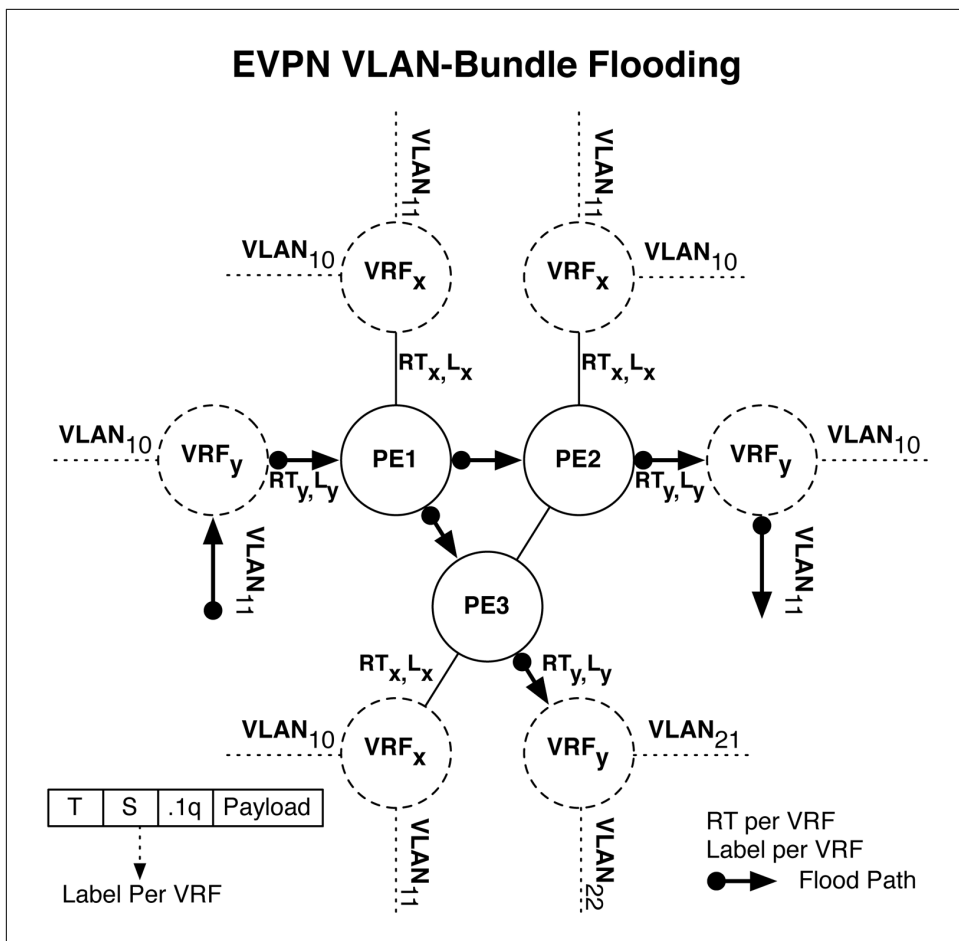 EVPN VLAN-Bundle Flooding
VLAN11
VLAN11
VLAN10
VRFx
VRFx
VLAN10
RTx,Lx
RTx,Lx
VLAN10
VRFy
RTy,Ly
PE1
PE2
RTy,Ly
VRFy
VLAN10
VLAN11
VLAN11
PE3
RTx,Lx
RTy,Ly
VLAN10
VRFx
VRFy
VLAN21
VLAN11
VLAN22
T S .1q Payload
Label Per VRF
RT per VRF
Label per VRF
Flood Path